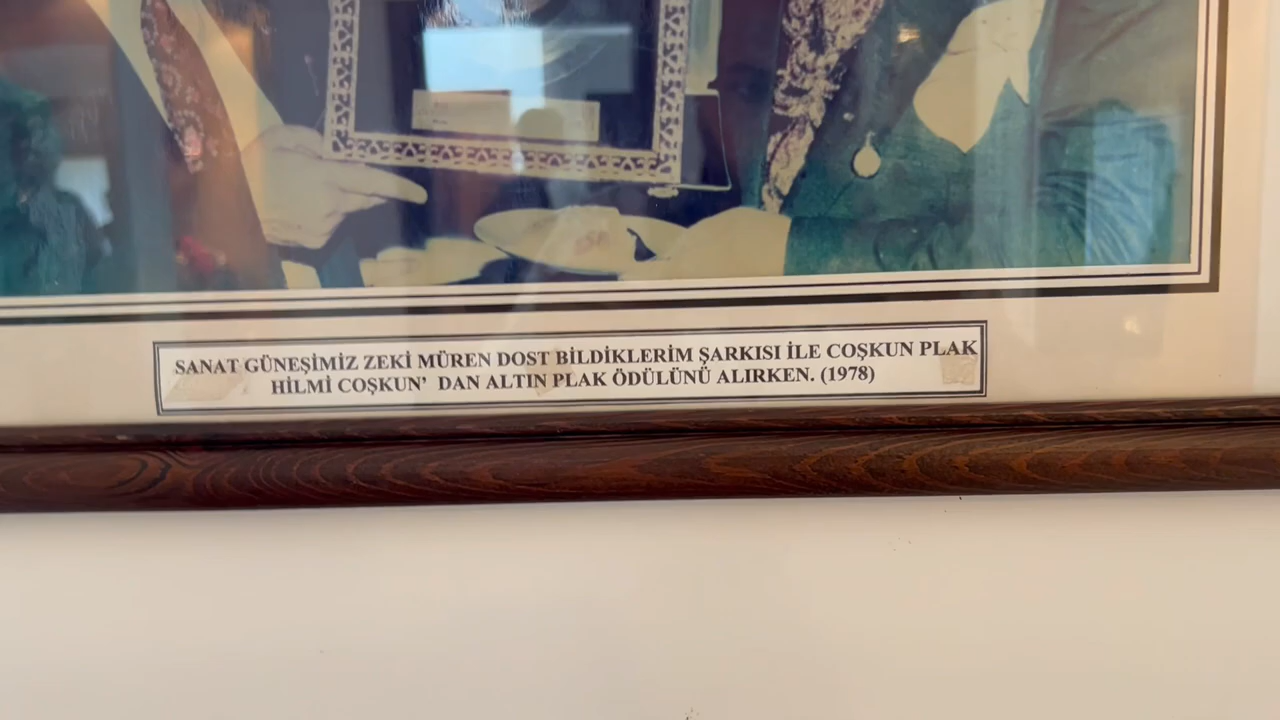 SANAT GÜNEŞİMİZ ZEKİ MÜREN DOST BİLDİKLERİM ŞARKISI İLE COŞKUN PLAK
HİLMİ COŞKUN' DAN ALTIN PLAK ÖDÜLÜNÜ ALIRKEN. (1978)